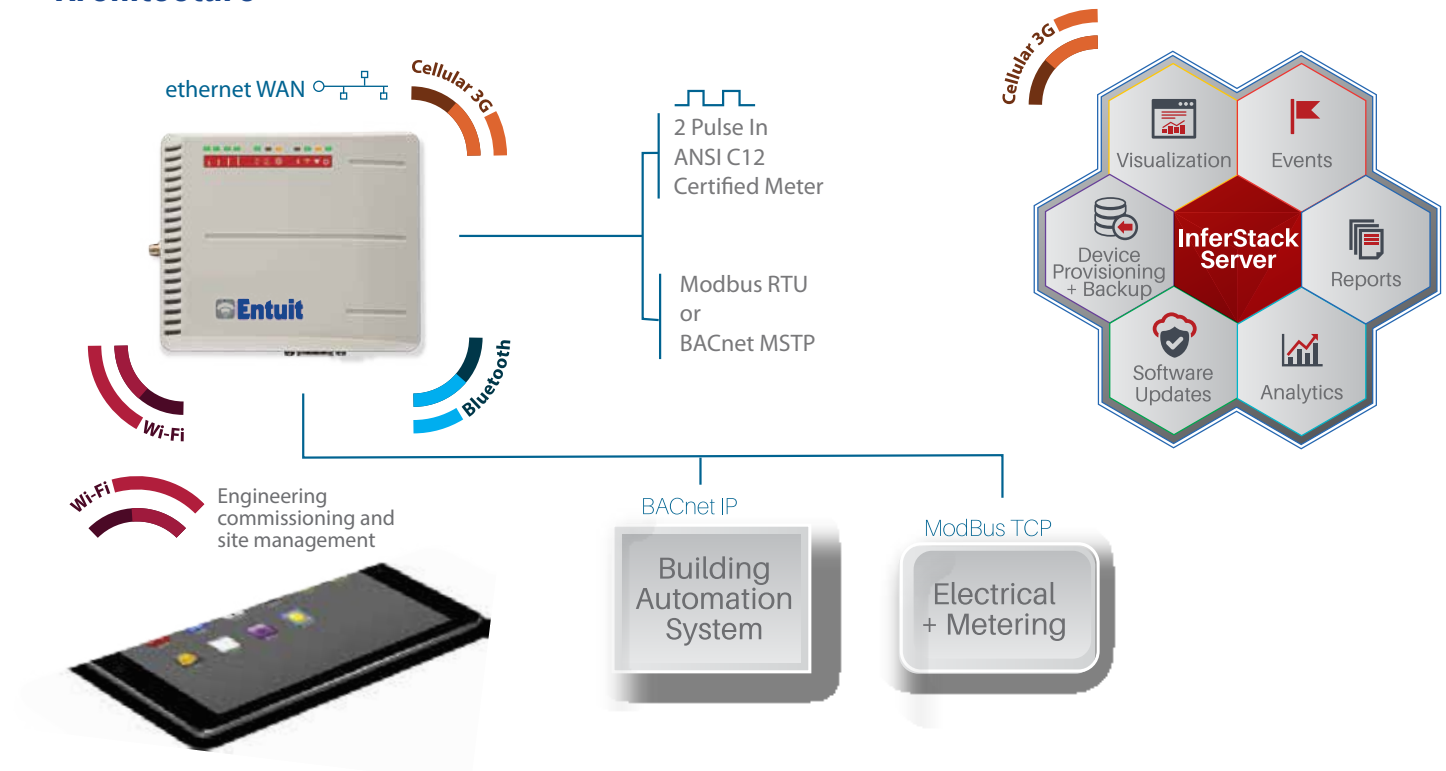 ethernet WAN
Cellular 3G
Entuit
2 Pulse In
ANSI C12
Certified Meter
Modbus RTU
or
BACnet MSTP
Wi-Fi
Bluetooth
Wi-Fi
Engineering
commissioning and
site management
BACnet IP
Building
Automation
System
ModBus TCP
Electrical
+ Metering
Cellular 3G
Visualization
Events
Device
Provisioning
+ Backup
InferStack
Server
Reports
Software
Updates
Analytics